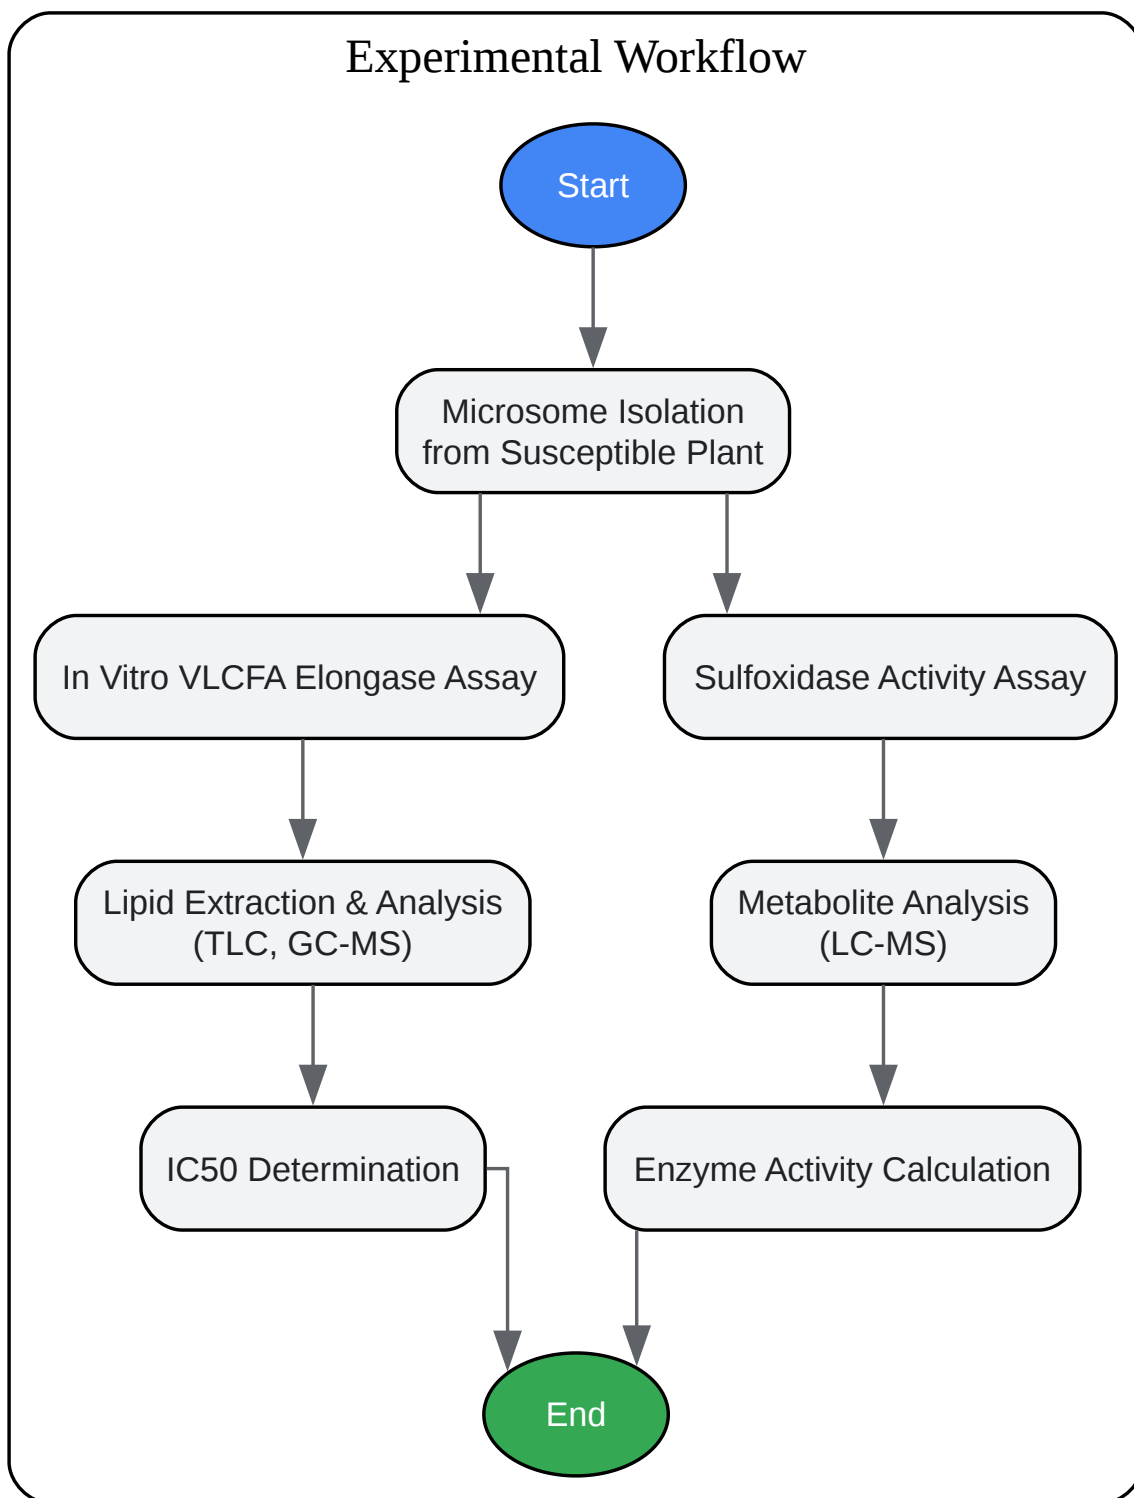 Experimental Workflow
Start
Microsome Isolation
from Susceptible Plant
In Vitro VLCFA Elongase Assay
Sulfoxidase Activity Assay
Lipid Extraction & Analysis
(TLC, GC-MS)
Metabolite Analysis
(LC-MS)
IC50 Determination
Enzyme Activity Calculation
End